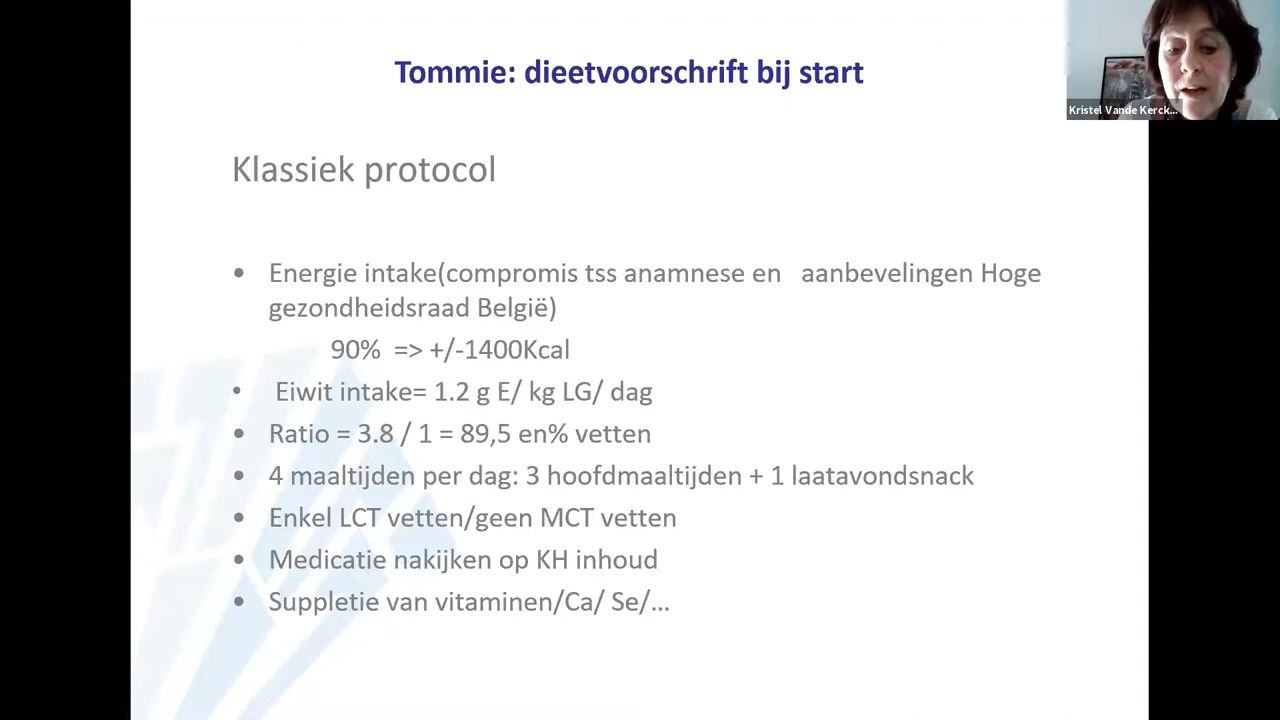 Tommie: dieetvoorschrift bij start
Kristel Vande Kerck...
Klassiek protocol
• Energie intake(compromis tss anamnese en aanbevelingen Hoge
gezondheidsraad België)
90% => +/-1400Kcal
• Eiwit intake= 1.2 g E/ kg LG/ dag
• Ratio = 3.8 / 1 = 89,5 en% vetten
• 4 maaltijden per dag: 3 hoofdmaaltijden + 1 laatavondsnack
• Enkel LCT vetten/geen MCT vetten
• Medicatie nakijken op KH inhoud
• Suppletie van vitaminen/Ca/ Se/...